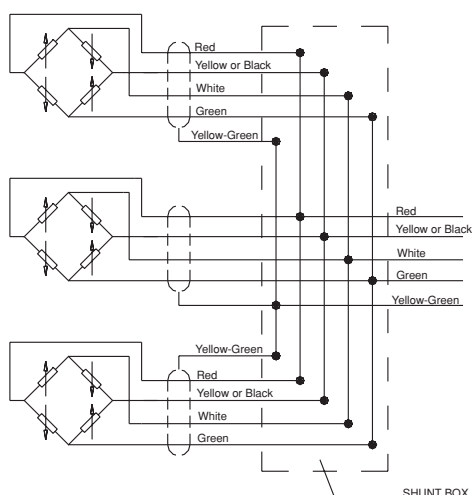 Red
Yellow or Black
White
Green
Yellow-Green
Red
Yellow or Black
White
Green
Yellow-Green
Yellow-Green
Red
Yellow or Black
White
Green
SHUNT BOX